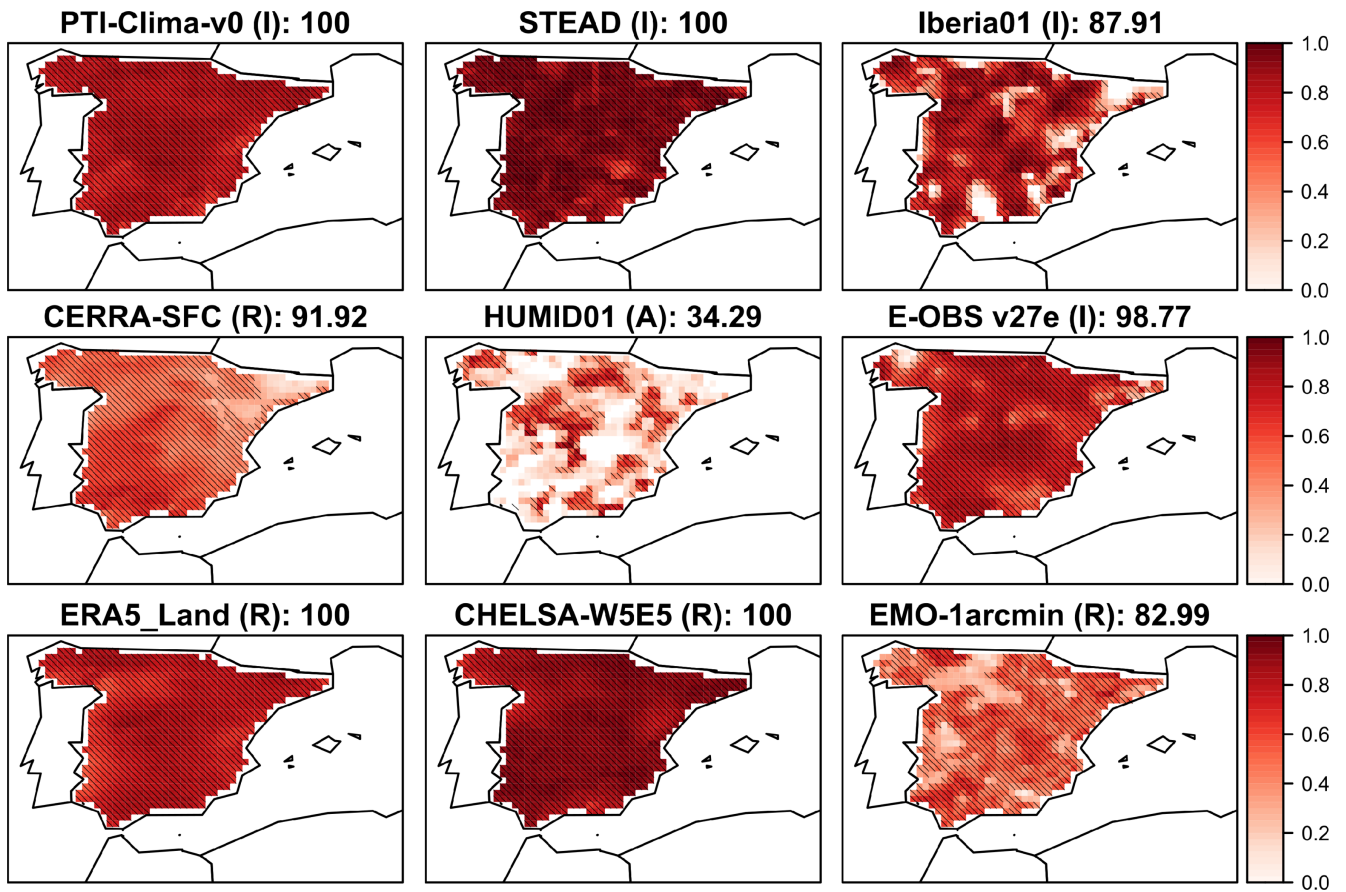 PTI-Clima-v0 (I): 100
STEAD (I): 100
Iberia01 (I): 87.91
1.0
0.8
0.6
0.4
0.2
0.0
CERRA-SFC (R): 91.92
HUMID01 (A): 34.29
E-OBS v27e (I): 98.77
1.0
0.8
0.6
0.4
0.2
0.0
ERA5_Land (R): 100
CHELSA-W5E5 (R): 100
EMO-1arcmin (R): 82.99
1.0
0.8
0.6
0.4
0.2
0.0